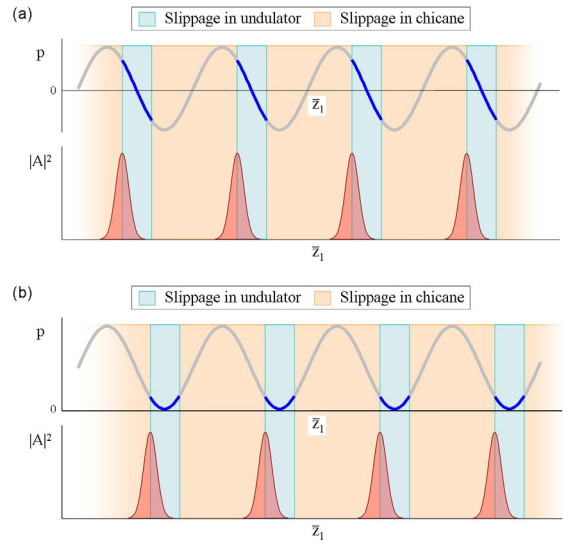 (a)
Slippage in undulator Slippage in chicane
p
0
z̄₁
|A|²
z̄₁
(b)
Slippage in undulator Slippage in chicane
p
0
z̄₁
|A|²
z̄₁